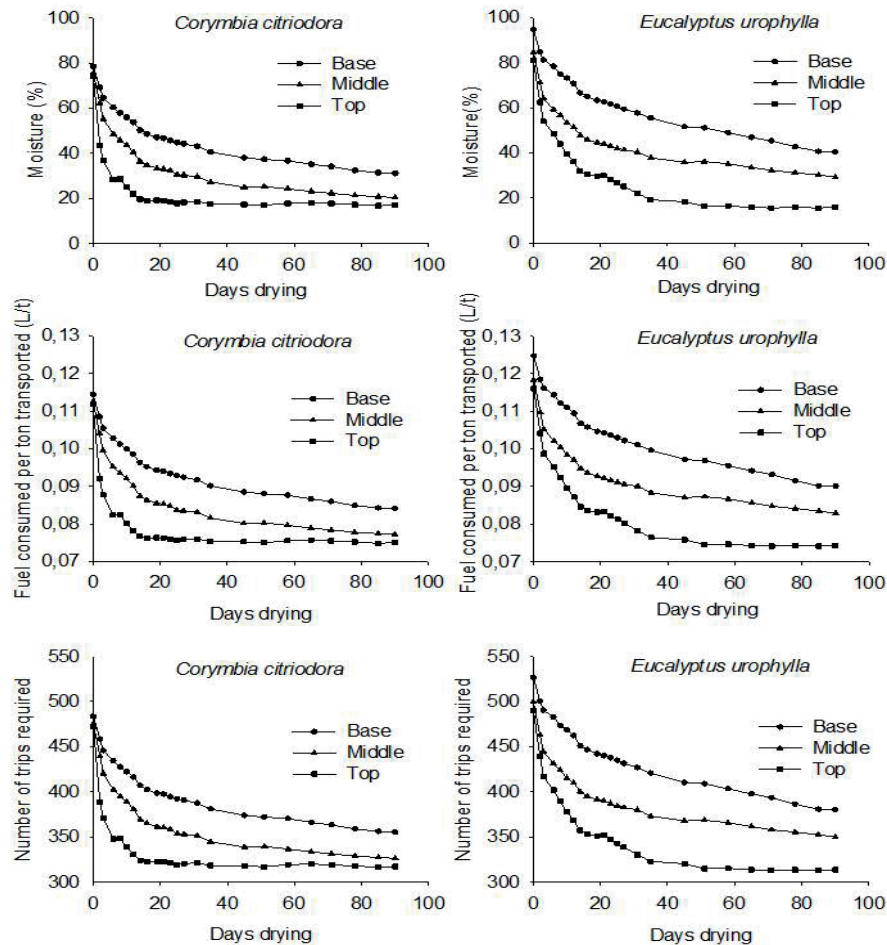 Corymbia citriodora
Moisture (%)
100
80
60
40
20
0
Base
Middle
Top
0 20 40 60 80 100
Days drying
Eucalyptus urophylla
Moisture(%)
100
80
60
40
20
0
Base
Middle
Top
0 20 40 60 80 100
Days drying
Corymbia citriodora
Fuel consumed per ton transported (L/t)
0,13
0,12
0,11
0,10
0,09
0,08
0,07
Base
Middle
Top
0 20 40 60 80 100
Days drying
Eucalyptus urophylla
Fuel consumed per ton transported (L/t)
0,13
0,12
0,11
0,10
0,09
0,08
0,07
Base
Middle
Top
0 20 40 60 80 100
Days drying
Corymbia citriodora
Number of trips required
550
500
450
400
350
300
Base
Middle
Top
0 20 40 60 80 100
Days drying
Eucalyptus urophylla
Number of trips required
550
500
450
400
350
300
Base
Middle
Top
0 20 40 60 80 100
Days drying